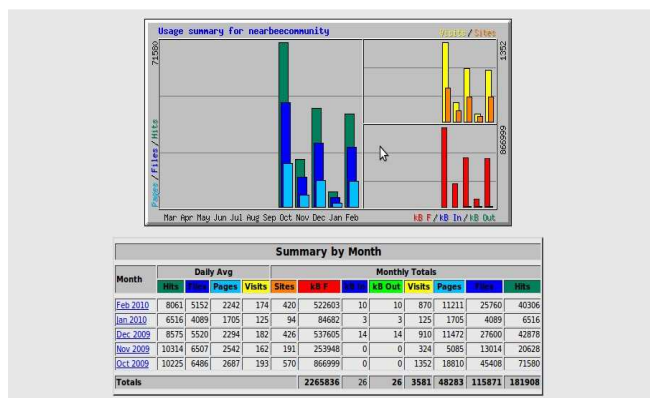 Usage summary for nearbeecommunity
Visits/Sites
71580
1352
Pages/Files/Hits
866999
Mar Apr May Jun Jul Aug Sep Oct Nov Dec Jan Feb
kB F/kB In/kB Out
Summary by Month
Month Daily Avg Monthly Totals
Hits Files Pages Visits Sites kB F kB In kB Out Visits Pages Files Hits
Feb 2010 8061 5152 2242 174 420 522603 10 10 870 11211 25760 40306
Jan 2010 6516 4089 1705 125 94 84682 3 3 125 1705 4089 6516
Dec 2009 8575 5520 2294 182 426 537605 14 14 910 11472 27600 42878
Nov 2009 10314 6507 2542 162 191 253948 0 0 324 5085 13014 20628
Oct 2009 10225 6486 2687 193 570 866999 0 0 1352 18810 45408 71580
Totals 2265836 26 26 3581 48283 115871 181908